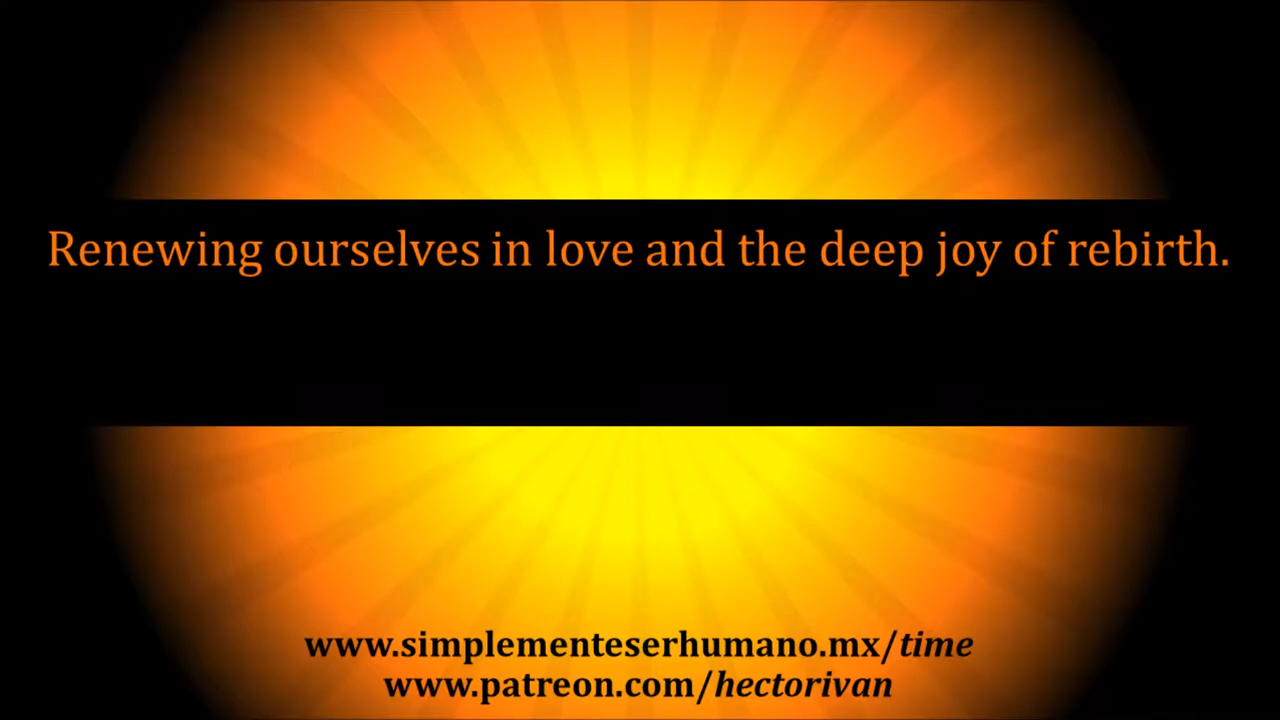 Renewing ourselves in love and the deep joy of rebirth.
www.simplementeserhumano.mx/time
www.patreon.com/hectorivan